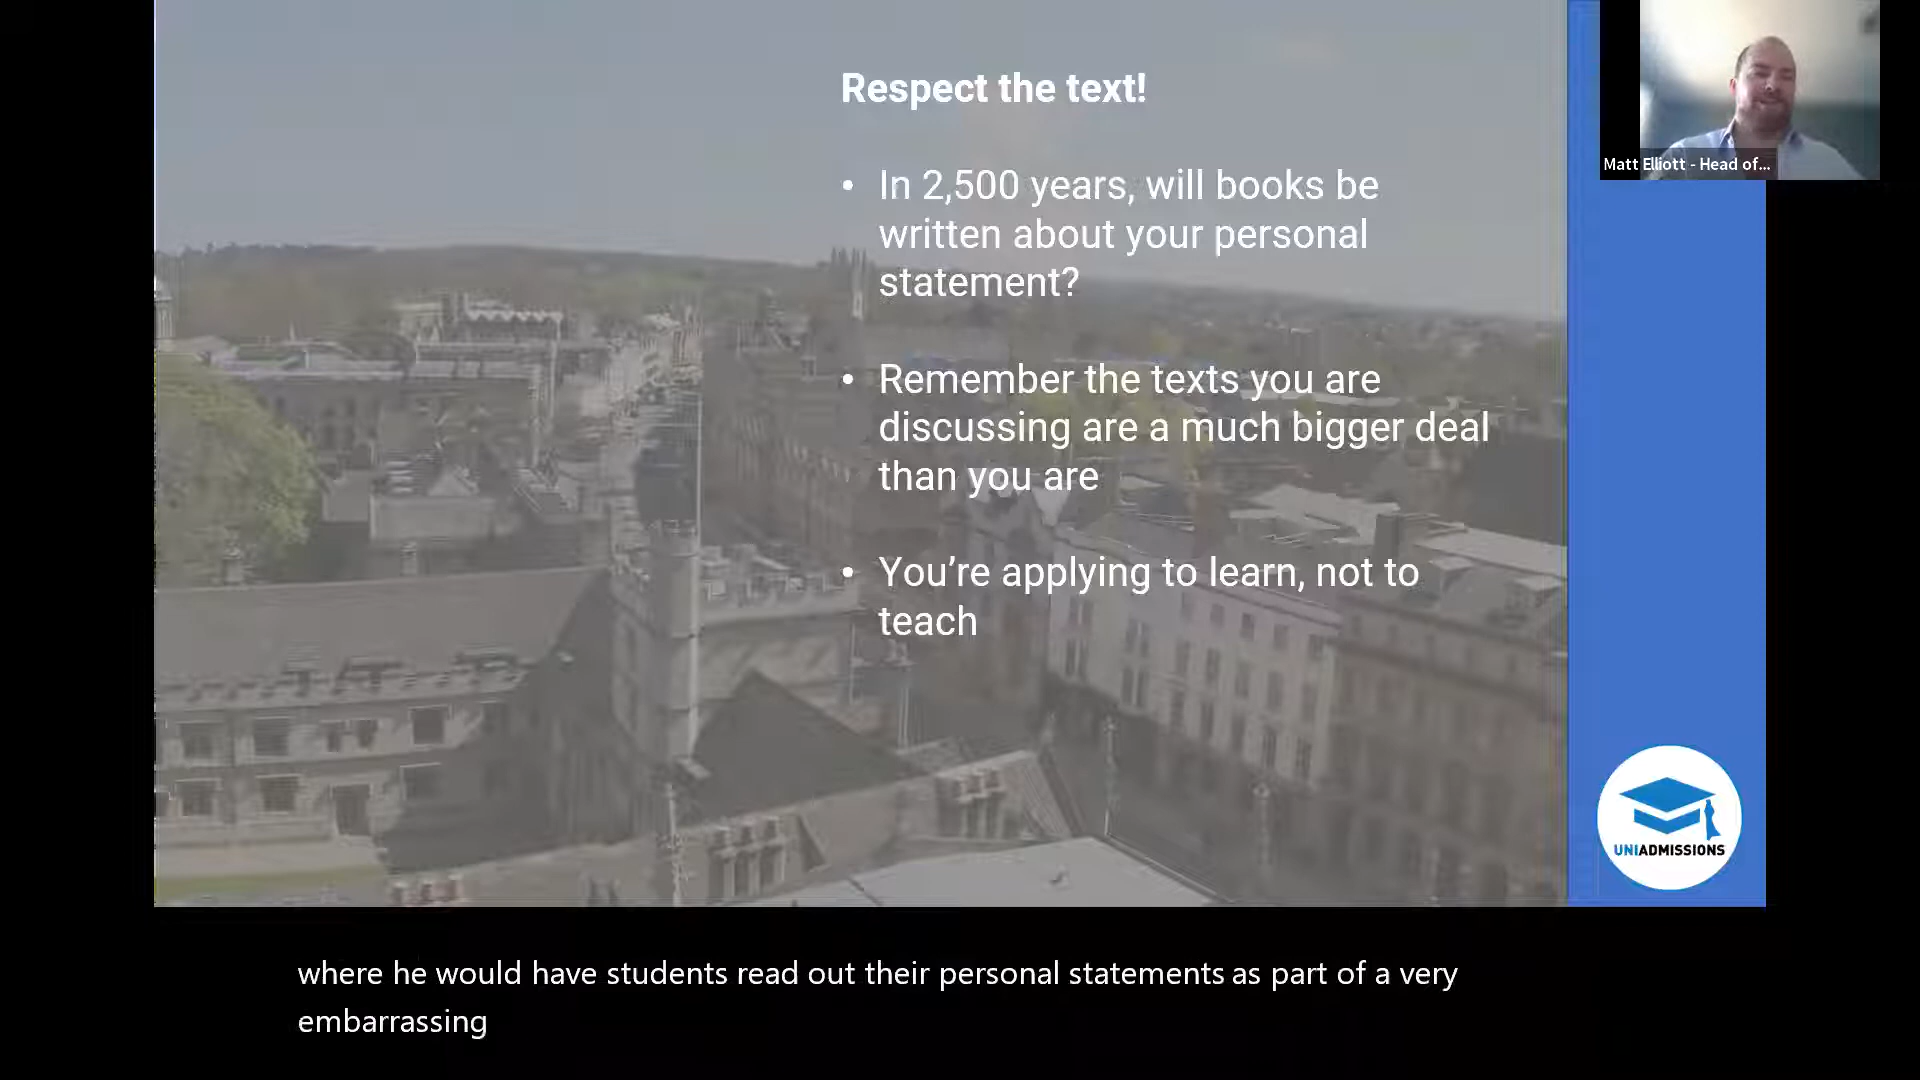 Respect the text!
• In 2,500 years, will books be
written about your personal
statement?
• Remember the texts you are
discussing are a much bigger deal
than you are
• You’re applying to learn, not to
teach
Matt Elliott - Head of...
UNIADMISSIONS
where he would have students read out their personal statements as part of a very
embarrassing